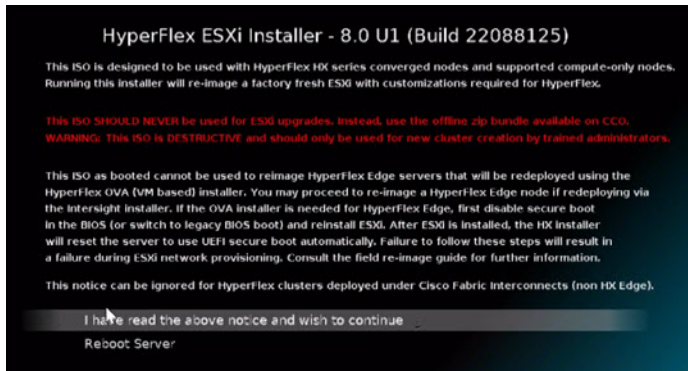 HyperFlex ESXi Installer - 8.0 U1 (Build 22088125)
This ISO is designed to be used with HyperFlex HX series converged nodes and supported compute-only nodes.
Running this installer will re-image a factory fresh ESXi with customizations required for HyperFlex.
This ISO SHOULD NEVER be used for ESXi upgrades. Instead, use the offline zip bundle available on CCO.
WARNING: This ISO is DESTRUCTIVE and should only be used for new cluster creation by trained administrators.
This ISO as booted cannot be used to reimage HyperFlex Edge servers that will be redeployed using the
HyperFlex OVA (VM based) installer. You may proceed to re-image a HyperFlex Edge node if redeploying via
the Intersight installer. If the OVA installer is needed for HyperFlex Edge, first disable secure boot
in the BIOS (or switch to legacy BIOS boot) and reinstall ESXi. After ESXi is installed, the HX installer
will reset the server to use UEFI secure boot automatically. Failure to follow these steps will result in
a failure during ESXi network provisioning. Consult the field re-image guide for further information.
This notice can be ignored for HyperFlex clusters deployed under Cisco Fabric Interconnects (non HX Edge).
I have read the above notice and wish to continue
Reboot Server